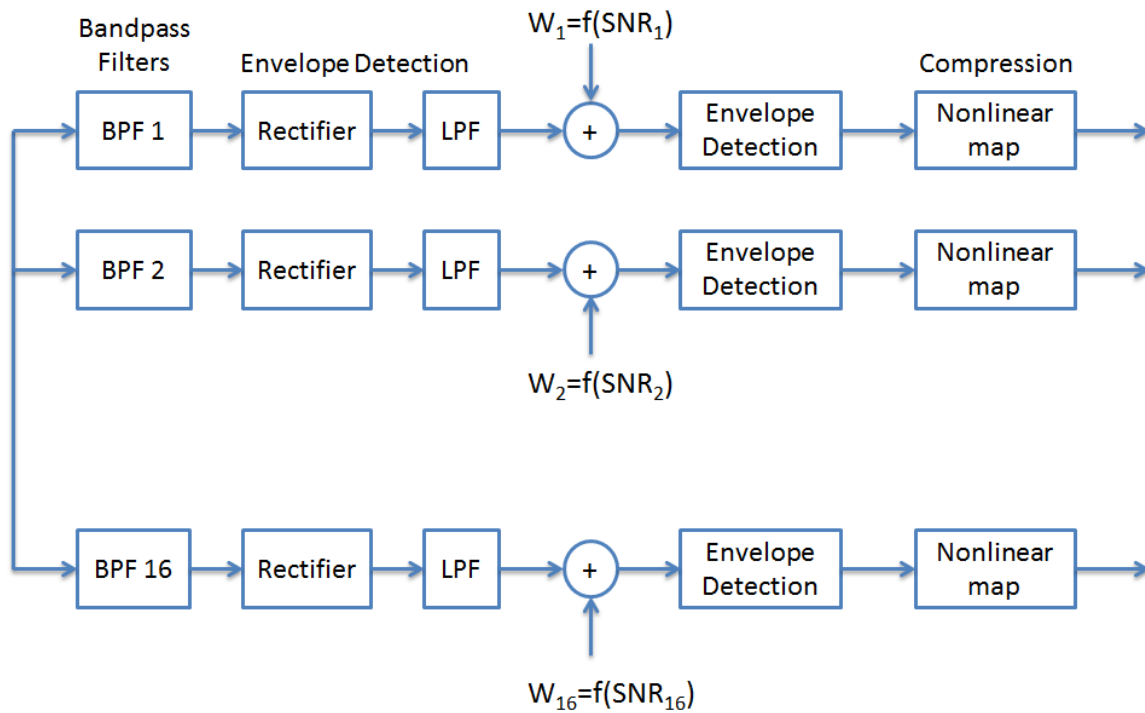 W₁=f(SNR₁)
Bandpass
Filters
Envelope Detection
Compression
BPF 1
Rectifier
LPF
+
Envelope
Detection
Nonlinear
map
BPF 2
Rectifier
LPF
+
Envelope
Detection
Nonlinear
map
W₂=f(SNR₂)
BPF 16
Rectifier
LPF
+
Envelope
Detection
Nonlinear
map
W₁₆=f(SNR₁₆)